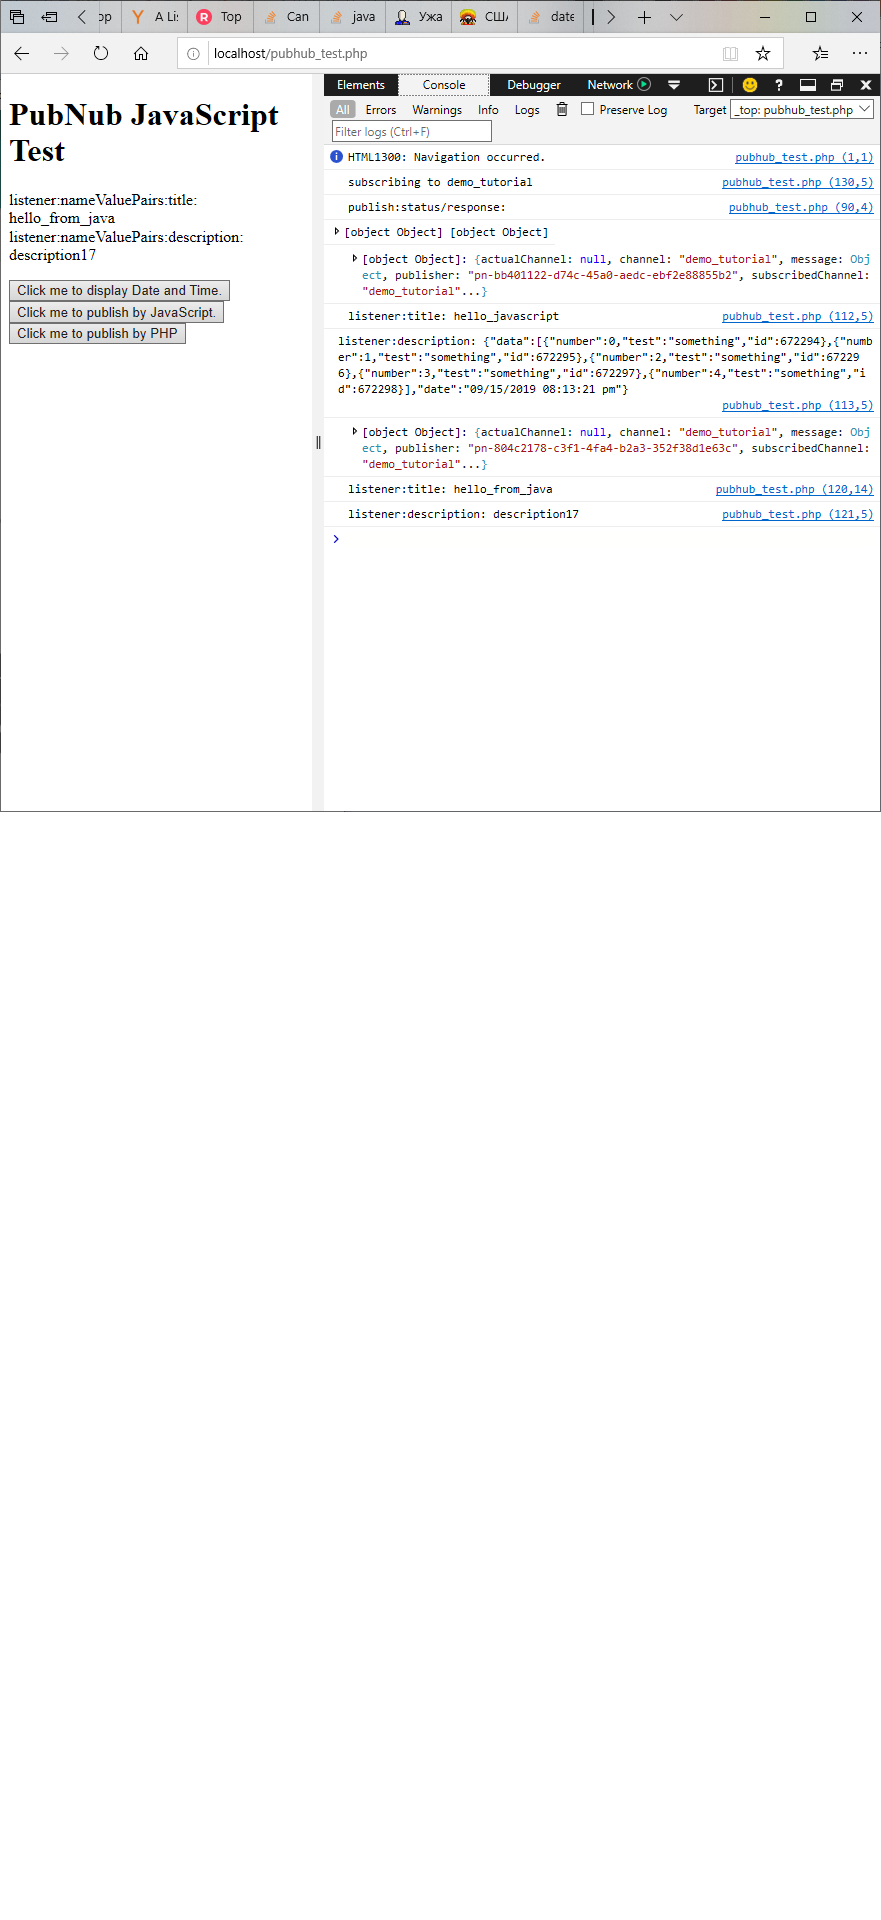 op
A Li:
Top
Can
java
Ужа
США
date
localhost/pubhub_test.php
PubNub JavaScript
Test
listener:nameValuePairs:title:
hello_from_java
listener:nameValuePairs:description:
description17
Click me to display Date and Time.
Click me to publish by JavaScript.
Click me to publish by PHP
Elements Console Debugger Network
All Errors Warnings Info Logs Preserve Log Target _top: pubhub_test.php
Filter logs (Ctrl+F)
HTML1300: Navigation occurred. pubhub_test.php (1,1)
subscribing to demo_tutorial pubhub_test.php (130,5)
publish:status/response: pubhub_test.php (90,4)
[object Object] [object Object]
[object Object]: {actualChannel: null, channel: "demo_tutorial", message: Obj
ect, publisher: "pn-bb401122-d74c-45a0-aedc-ebf2e88855b2", subscribedChannel:
"demo_tutorial"...}
listener:title: hello_javascript pubhub_test.php (112,5)
listener:description: {"data":[{"number":0,"test":"something","id":672294},{"num
ber":1,"test":"something","id":672295},{"number":2,"test":"something","id":67229
6},{"number":3,"test":"something","id":672297},{"number":4,"test":"something","i
d":672298}],"date":"09/15/2019 08:13:21 pm"}
pubhub_test.php (113,5)
[object Object]: {actualChannel: null, channel: "demo_tutorial", message: Obj
ect, publisher: "pn-804c2178-c3f1-4fa4-b2a3-352f38d1e63c", subscribedChannel:
"demo_tutorial"...}
listener:title: hello_from_java pubhub_test.php (120,14)
listener:description: description17 pubhub_test.php (121,5)